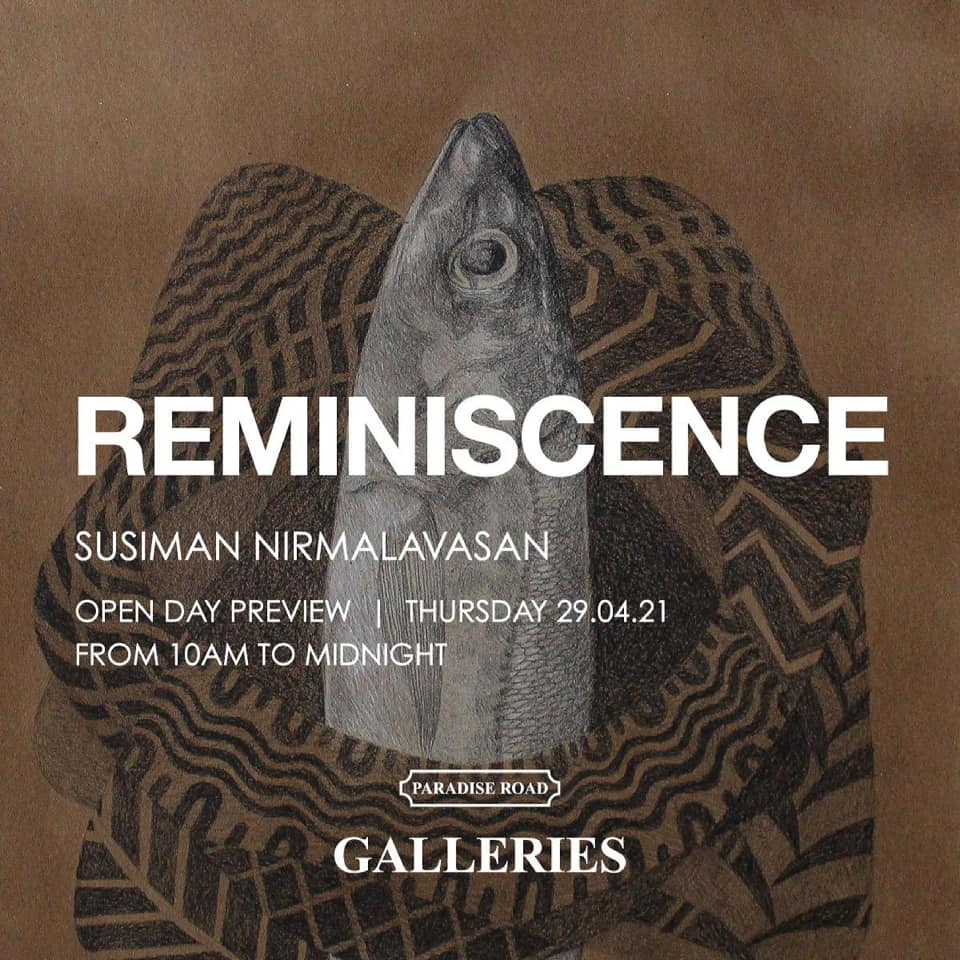 REMINISCENCE
SUSIMAN NIRMALAVASAN
OPEN DAY PREVIEW | THURSDAY 29.04.21
FROM 10AM TO MIDNIGHT
PARADISE ROAD
GALLERIES